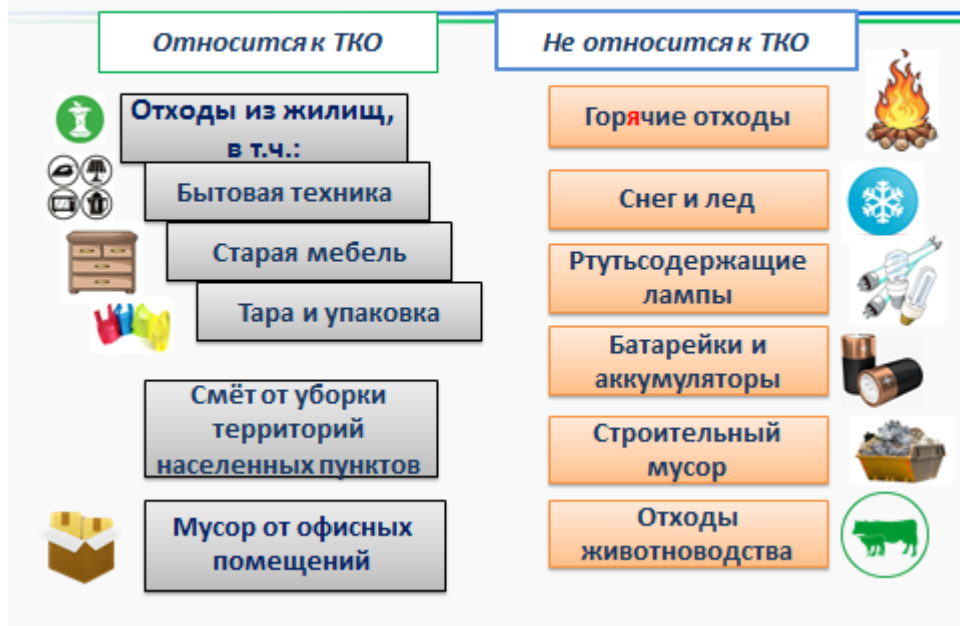 Относится к ТКО
Не относится к ТКО
Отходы из жилищ,
в т.ч.:
Бытовая техника
Старая мебель
Тара и упаковка
Смёт от уборки
территорий
населенных пунктов
Мусор от офисных
помещений
Горячие отходы
Снег и лед
Ртутьсодержащие
лампы
Батарейки и
аккумуляторы
Строительный
мусор
Отходы
животноводства